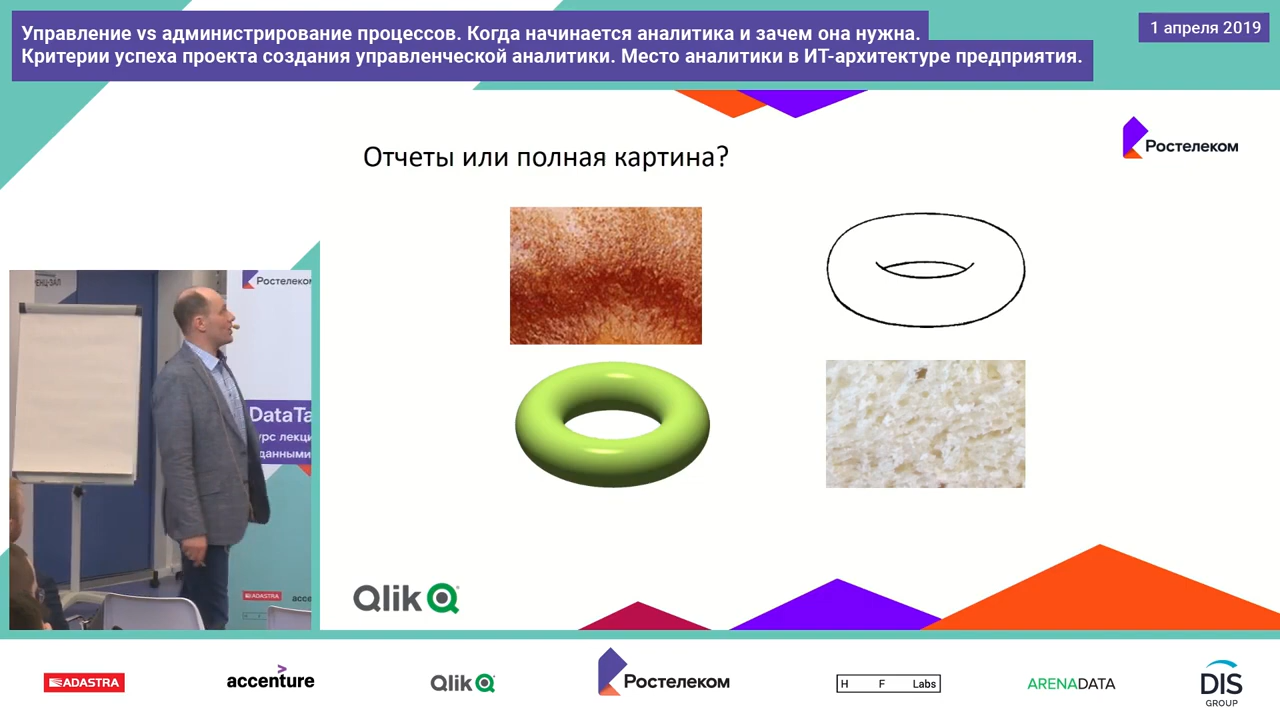 Управление vs администрирование процессов. Когда начинается аналитика и зачем она нужна.
Критерии успеха проекта создания управленческой аналитики. Место аналитики в ИТ-архитектуре предприятия.
1 апреля 2019
Отчеты или полная картина?
Ростелеком
Ростелеком
DataTa
урс лекци
данными
ADASTRA
acce
Qlik
ADASTRA
accenture
Qlik
Ростелеком
H F Labs
ARENADATA
DIS
GROUP